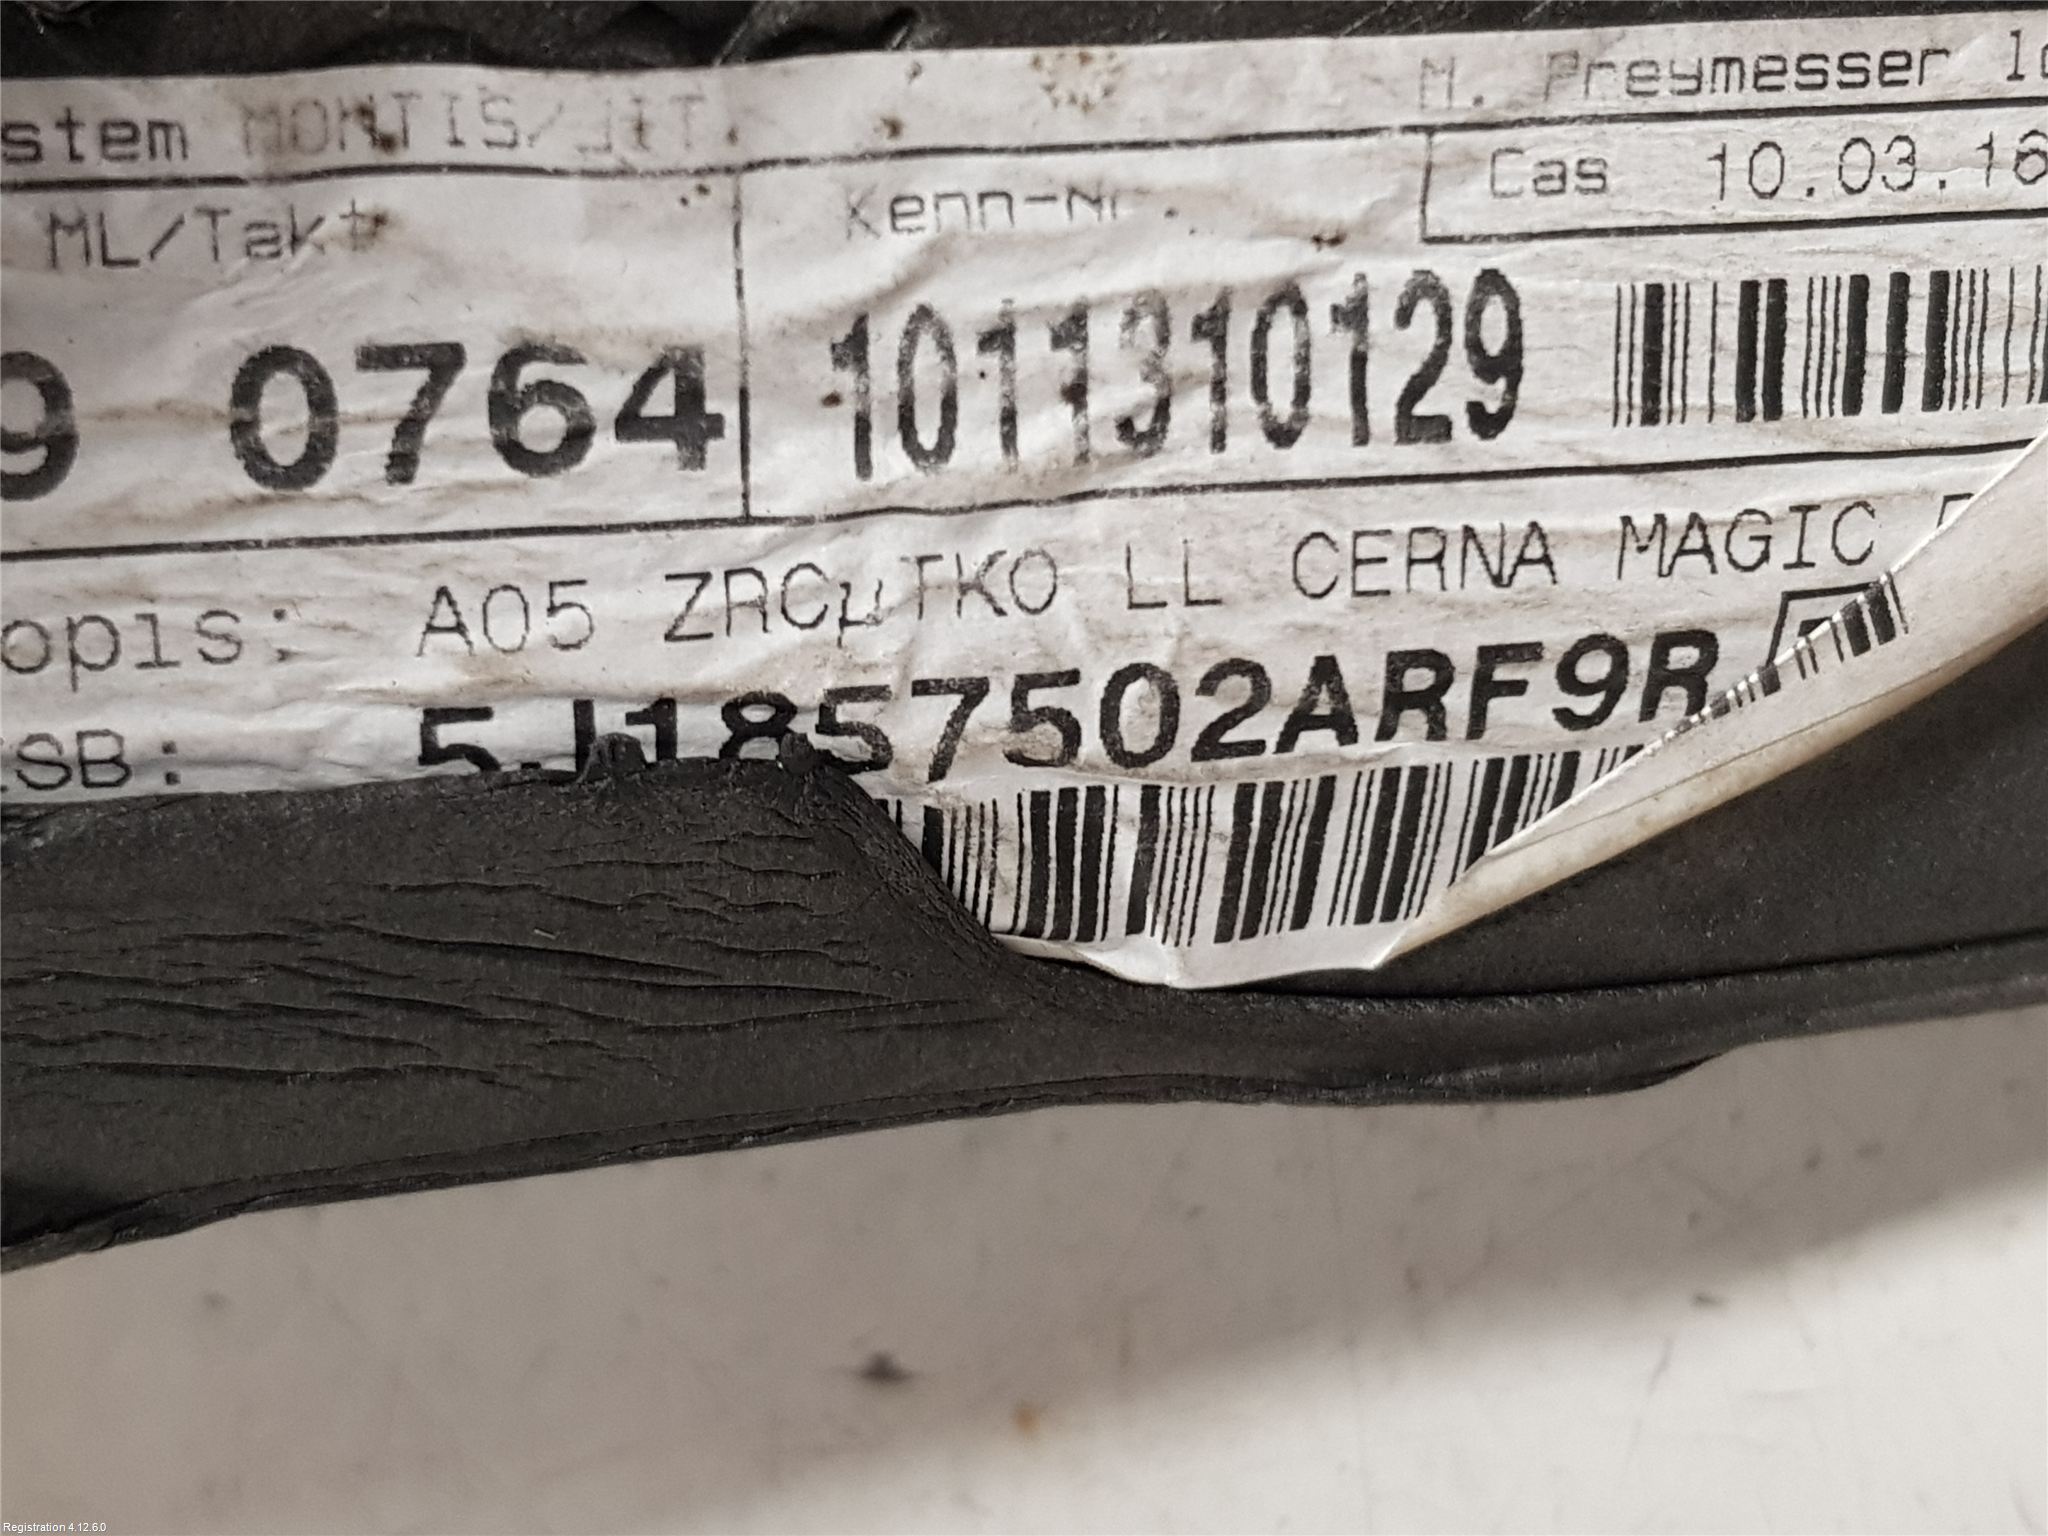 stem MONTIS/JIT. M. Preymesser lo
ML/Takt Kenn-Nr. Cas 10.03.16
9 0764 1011310129
opis: A05 ZRCµTKO LL CERNA MAGIC
SB: 5J1857502ARF9R
Registration 4.12.6.0